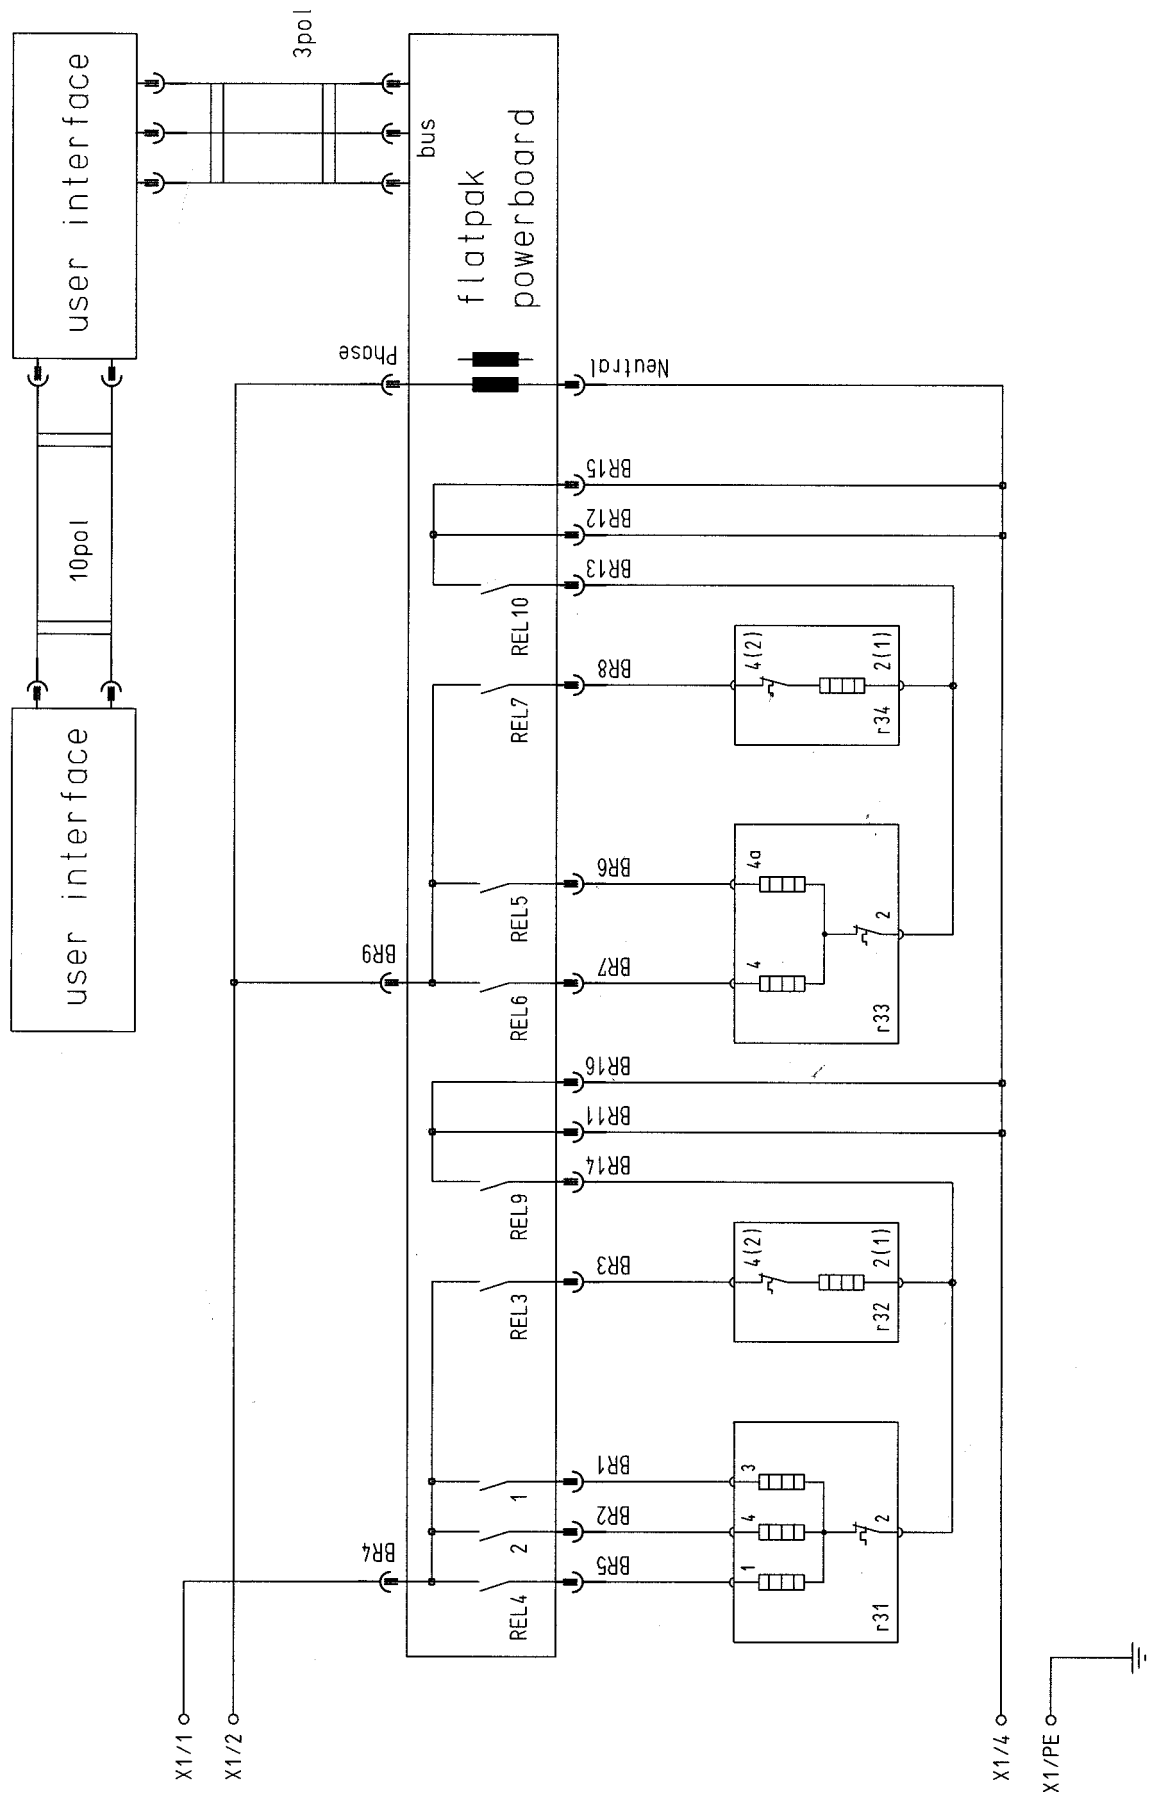 user interface
10pol
user interface
3pol
bus
flatpak
powerboard
Phase
Neutral
BR9
BR4
REL4
2
1
REL3
REL9
REL6
REL5
REL7
REL10
BR5
BR2
BR1
BR3
BR14
BR11
BR16
BR7
BR6
BR8
BR13
BR12
BR15
1
4
3
2
r31
4(2)
2(1)
r32
4
4a
2
r33
4(2)
2(1)
r34
X1/1
X1/2
X1/4
X1/PE